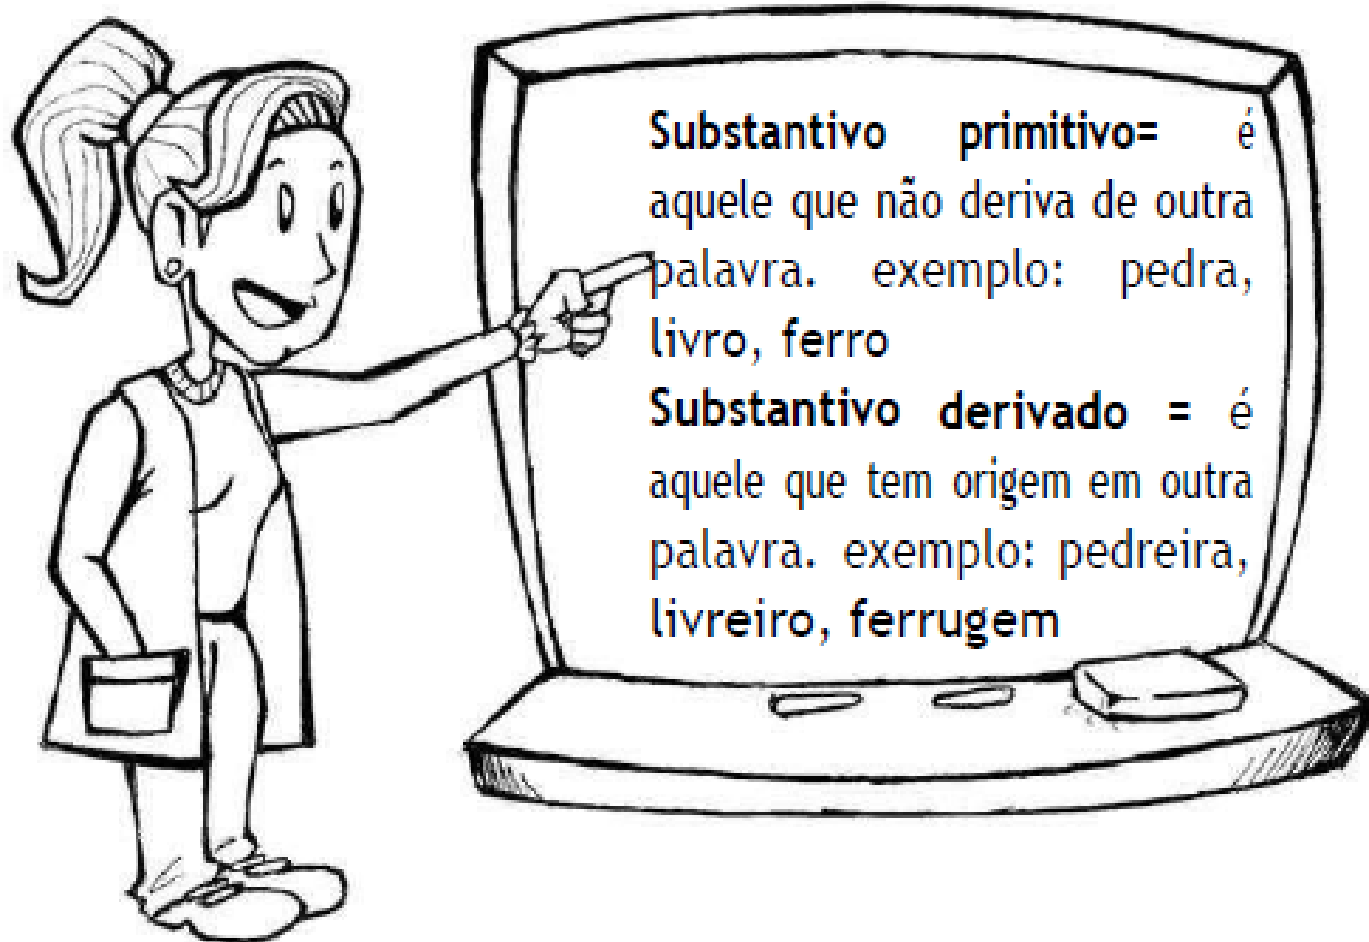 Substantivo primitivo= é
aquele que não deriva de outra
palavra. exemplo: pedra,
livro, ferro
Substantivo derivado = é
aquele que tem origem em outra
palavra. exemplo: pedreira,
livreiro, ferrugem